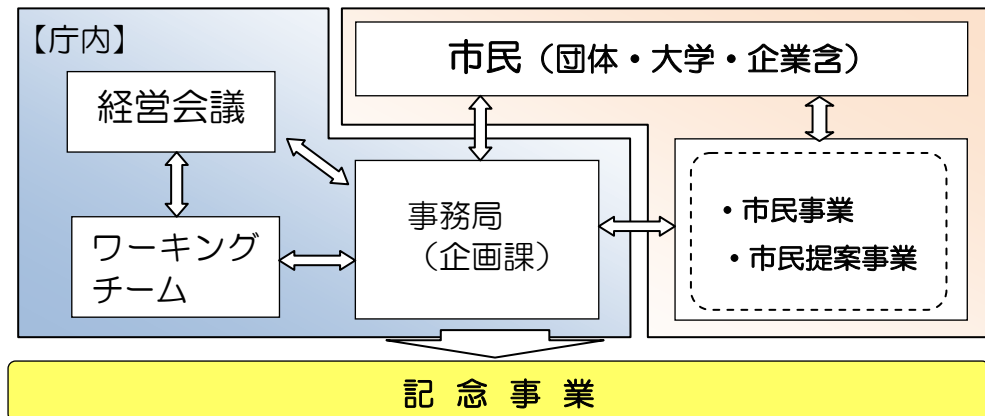 【庁内】
市民（団体・大学・企業含）
経営会議
事務局
（企画課）
ワーキング
チーム
・市民事業
・市民提案事業
記念事業